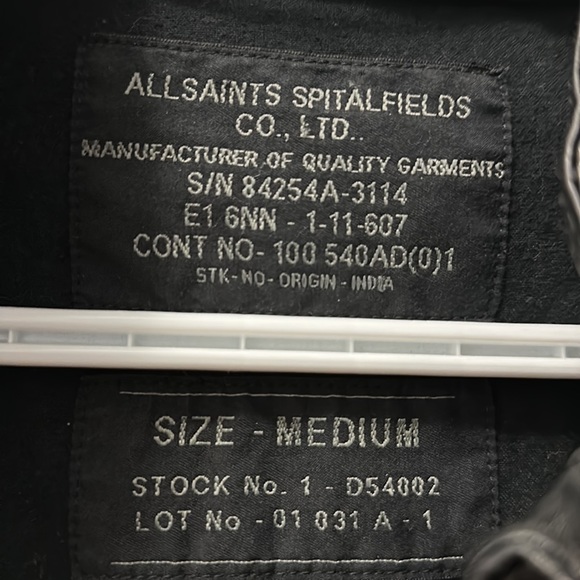 ALLSAINTS SPITALFIELDS
CO., LTD..
MANUFACTURER OF QUALITY GARMENTS
S/N 84254A-3114
E1 6NN - 1-11-607
CONT NO- 100 540AD(0)1
STK-NO-ORIGIN-INDIA
SIZE - MEDIUM
STOCK No. 1 - D54002
LOT No - 01 031 A - 1